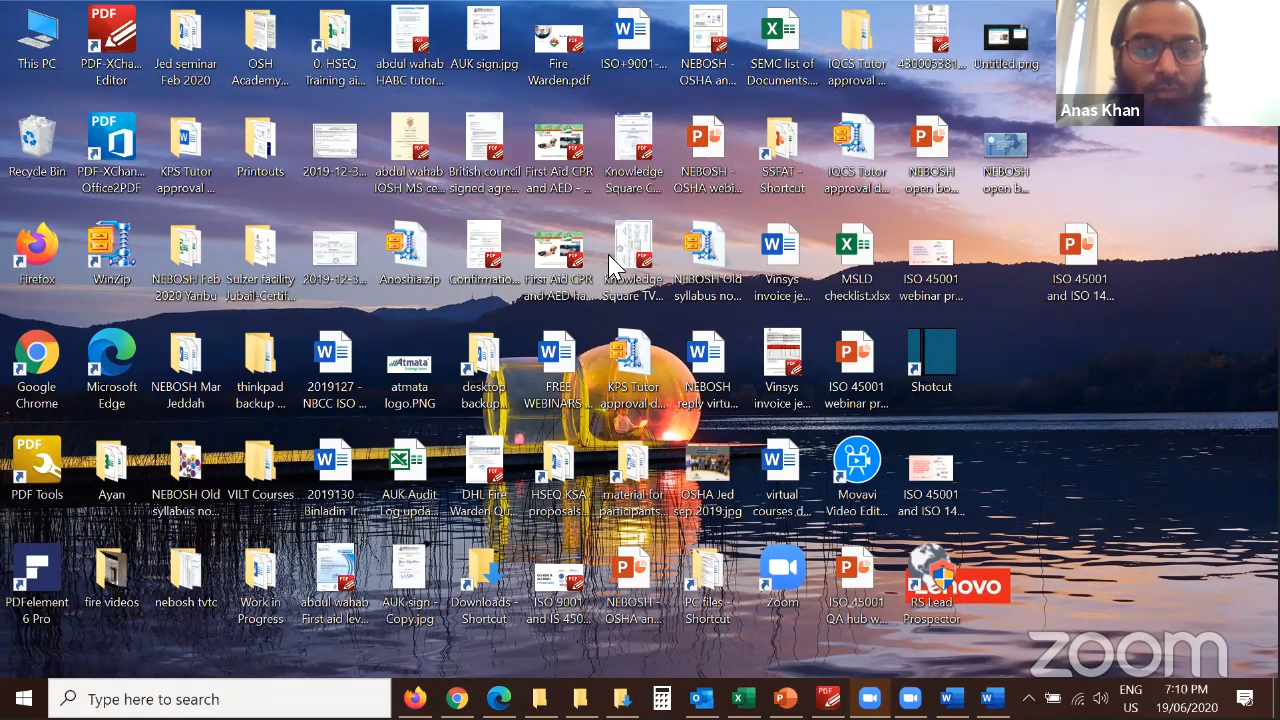 This PC
PDF-XChange
Editor
Jed seminar
Feb 2020
OSH
Academy...
0. HSEQ
Training ai...
abdul wahab
HABC tutor...
AUK sign.jpg
Fire
Warden.pdf
ISO+9001-...
NEBOSH -
OSHA an...
SEMC list of
Documents....
IQCS Tutor
approval ...
430005381...
Untitled.png
Anas Khan
Recycle Bin
PDF-XChan...
Office2PDF
KPS Tutor
approval ...
Printouts
2019-12-3...
abdul wahab
IOSH MS ce...
British council
signed agre...
First Aid CPR
and AED - ...
Knowledge
Square C...
NEBOSH -
OSHA webi...
SSFAT -
Shortcut
IQCS Tutor
approval d...
NEBOSH
open bo...
NEBOSH
open b...
Firefox
WinZip
NEBOSH Feb
2020 Yanbu
Luzer facility
Jubail-Certif...
2019-12-3...
Anoshia.zip
Confirmatic...
First Aid CPR
and AED ha...
Knowledge
Square TV...
NEBOSH Old
syllabus no...
Vinsys
invoice je...
MSLD
checklist.xlsx
ISO 45001
webinar pr...
ISO 45001
and ISO 14...
Google
Chrome
Microsoft
Edge
NEBOSH Mar
Jeddah
thinkpad
backup ...
2019127 -
NBCC ISO ...
Atmata
atmata
logo.PNG
desktop
backup...
FREE
WEBINARS ...
KPS Tutor
approval d...
NEBOSH
reply virtu...
Vinsys
invoice je...
ISO 45001
webinar pr...
Shotcut
PDF
PDF Tools
Avon
NEBOSH Old
syllabus no...
VILT Courses
2019130 -
Binladin Tr...
AUK Audit
Log-upda...
DHL Fire
Warden Qu...
HSEQ KSA
proposals...
material for
participants...
OSHA Jed
sep 2019.jpg
virtual
courses.d...
Movavi
Video Edit...
ISO 45001
and ISO 14...
PDFelement
6 Pro
fire videos
nebosh tvtc
Work in
Progress
abdul wahab
First aid lev...
AUK sign -
Copy.jpg
Downloads -
Shortcut
ISO 9001
and IS 450...
NEBOSH -
OSHA an...
PC files -
Shortcut
Zoom
ISO 45001
QA hub w...
RS Lead
Prospector
Lenovo
zoom
Type here to search
ENG
US
7:10 PM
19/06/2020